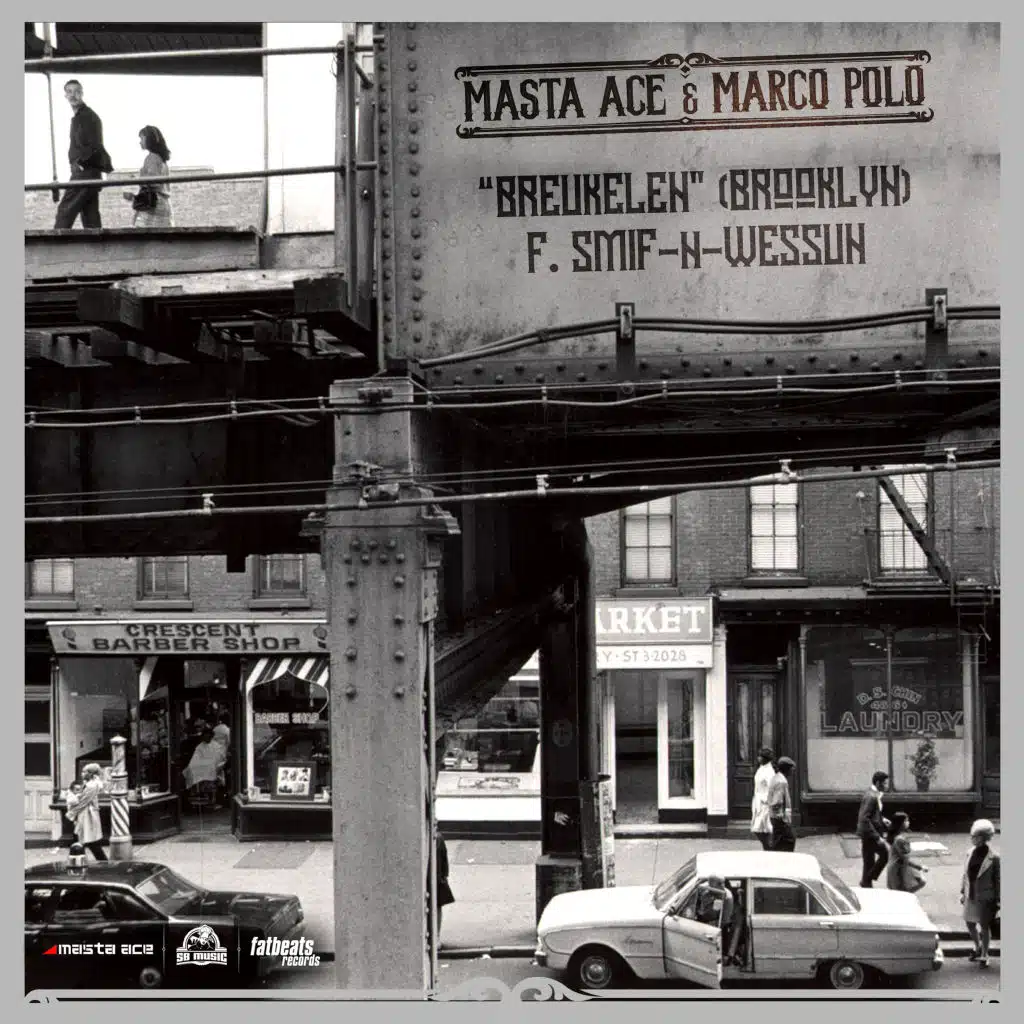 MASTA ACE & MARCO POLO
"BREUKELEN" (BROOKLYN)
F. SMIF-N-WESSUN
CRESCENT
BARBER SHOP
BARBER SHOP
ARKET
Y · ST 3-2028
D.S. CHIN
LAUNDRY
masta ace
SB MUSIC
fatbeats
records